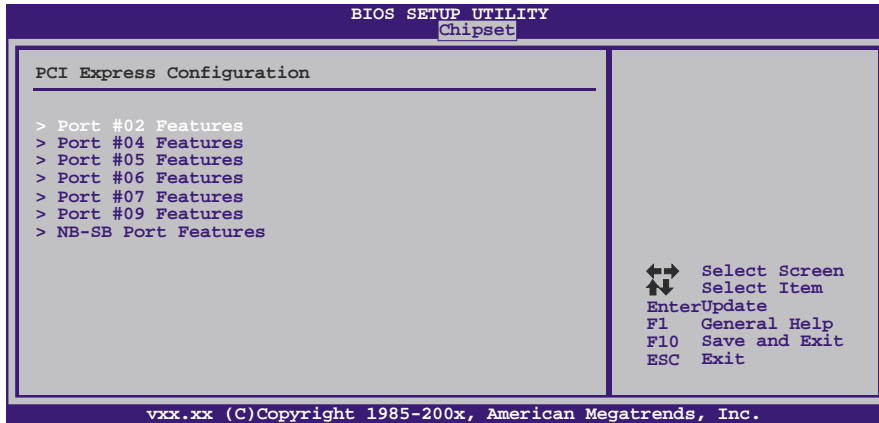 BIOS SETUP UTILITY
Chipset
PCI Express Configuration
> Port #02 Features
> Port #04 Features
> Port #05 Features
> Port #06 Features
> Port #07 Features
> Port #09 Features
> NB-SB Port Features
Select Screen
Select Item
EnterUpdate
F1 General Help
F10 Save and Exit
ESC Exit
vxx.xx (C)Copyright 1985-200x, American Megatrends, Inc.